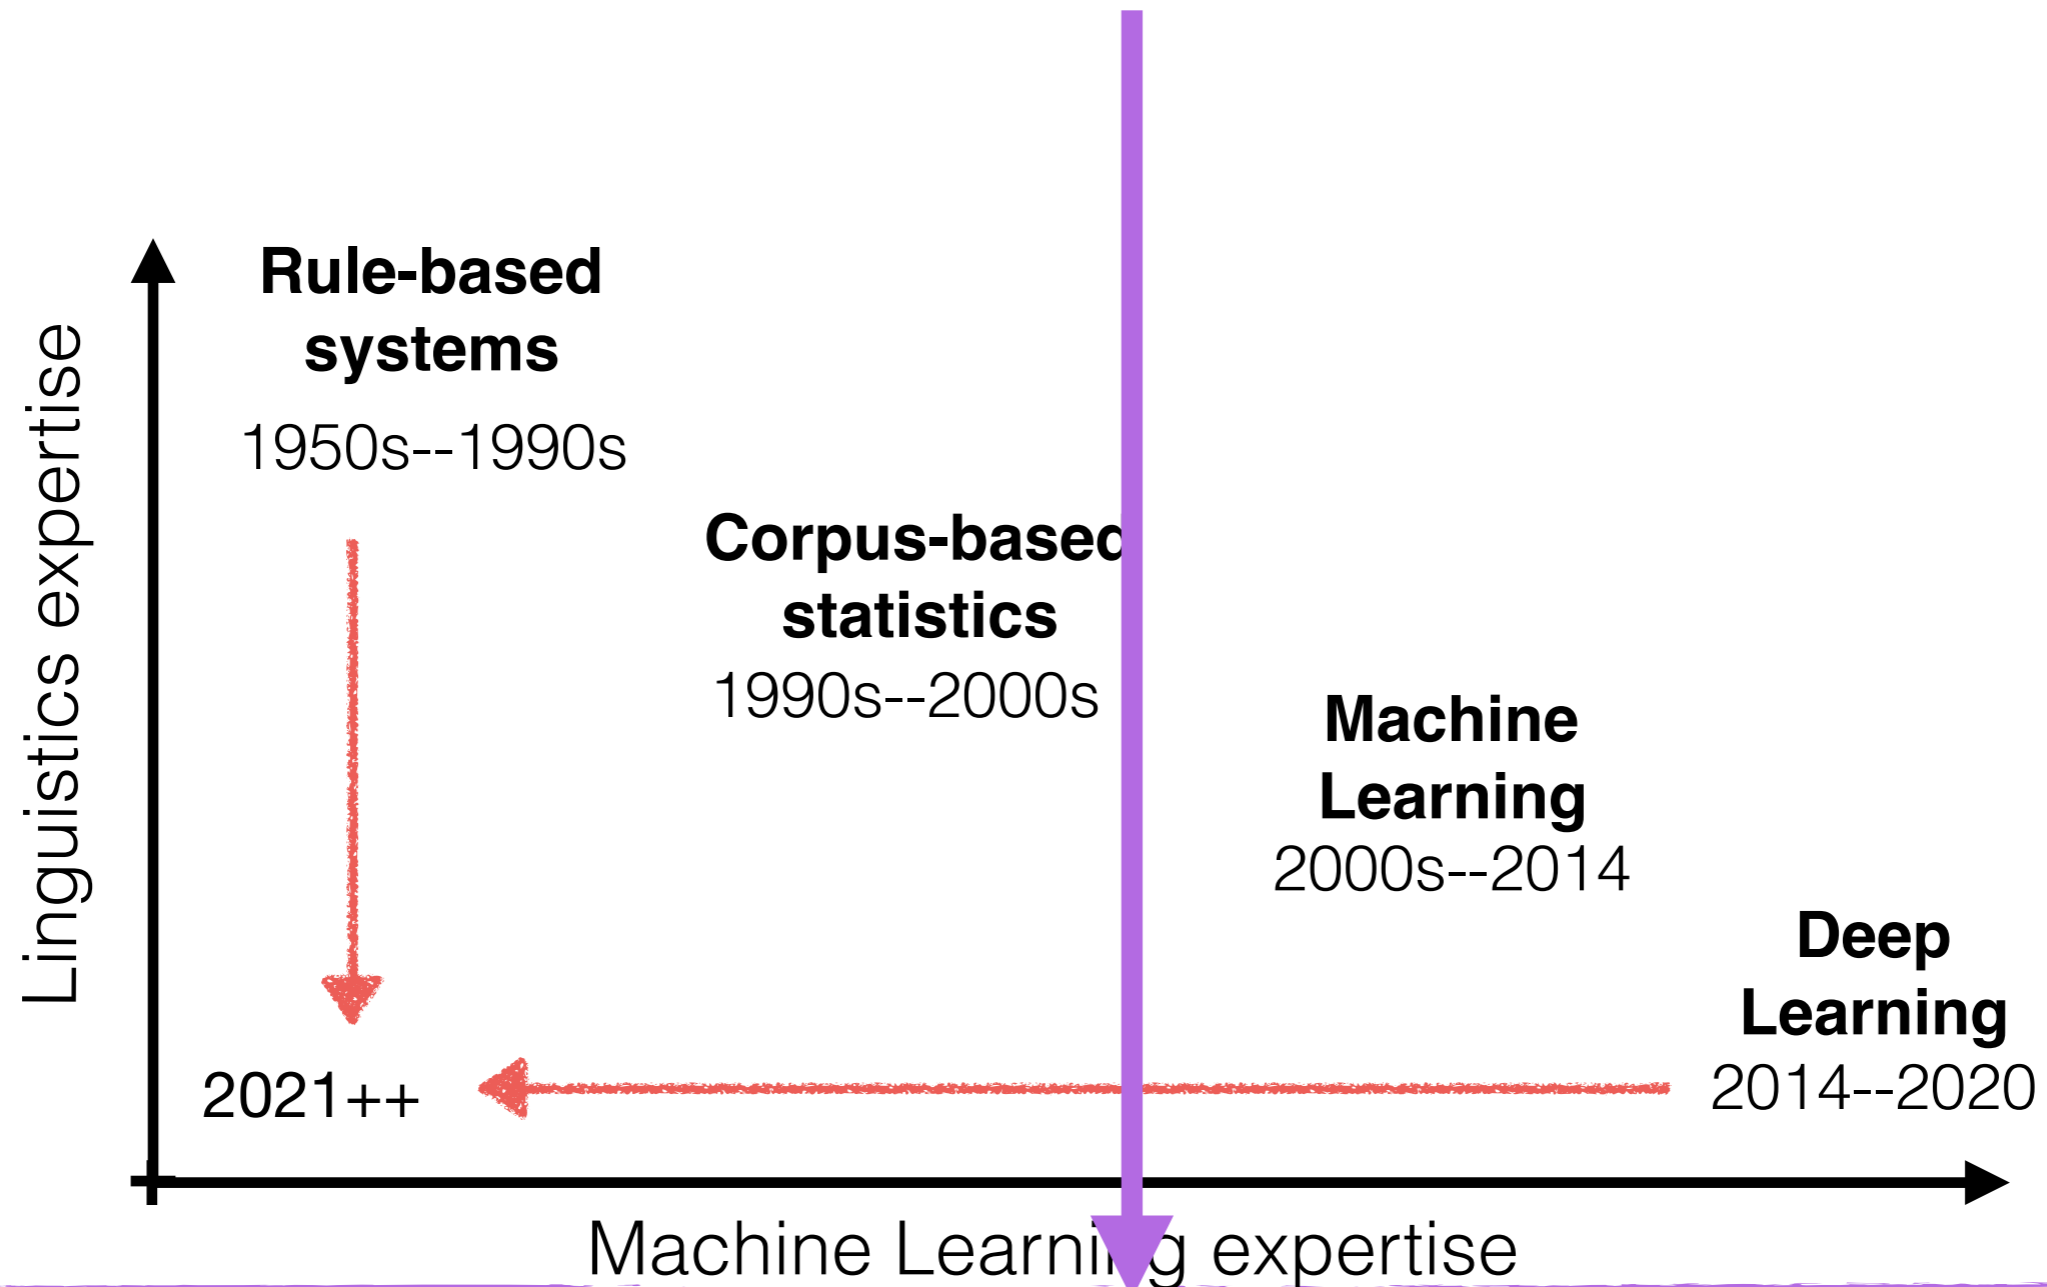 Linguistics expertise
Rule-based
systems
1950s--1990s
Corpus-based
statistics
1990s--2000s
Machine
Learning
2000s--2014
Deep
Learning
2014--2020
2021++
Machine Learning expertise